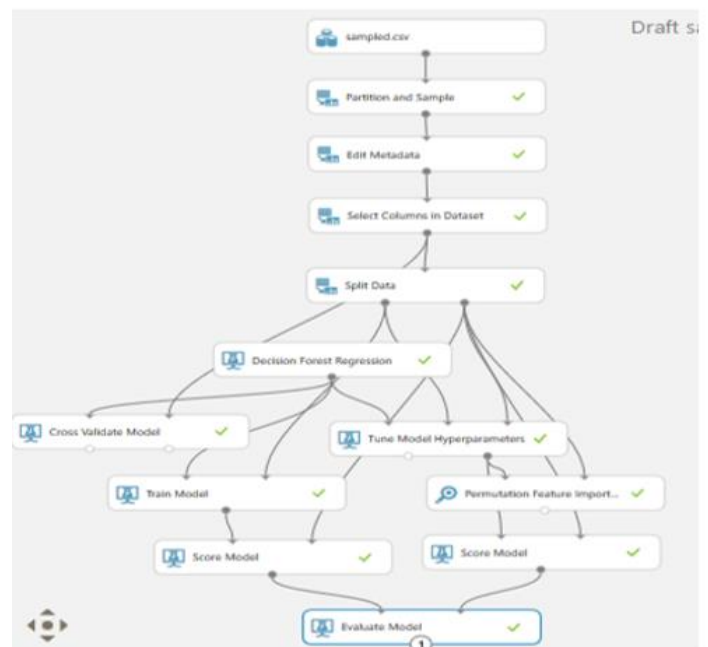 Draft sa
sampled.csv
Partition and Sample
Edit Metadata
Select Columns in Dataset
Split Data
Decision Forest Regression
Cross Validate Model
Tune Model Hyperparameters
Train Model
Permutation Feature Import...
Score Model
Score Model
Evaluate Model
1